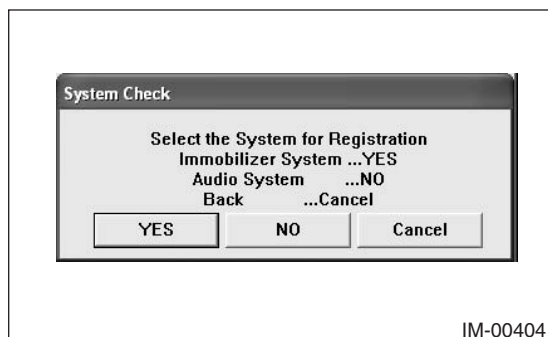 System Check
Select the System for Registration
Immobilizer System ...YES
Audio System ...NO
Back ...Cancel
YES NO Cancel
IM-00404